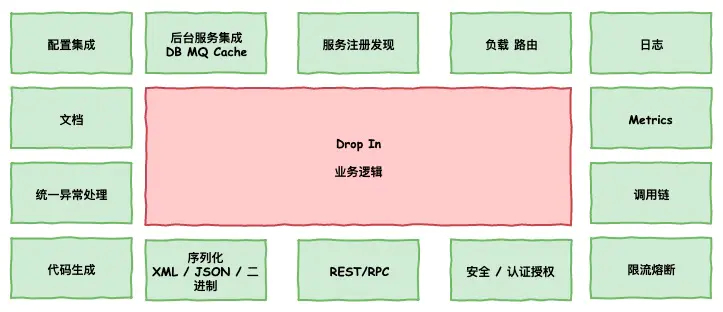 配置集成
后台服务集成
DB MQ Cache
服务注册发现
负载 路由
日志
文档
Drop In
业务逻辑
Metrics
统一异常处理
调用链
代码生成
序列化
XML / JSON / 二
进制
REST/RPC
安全 / 认证授权
限流熔断